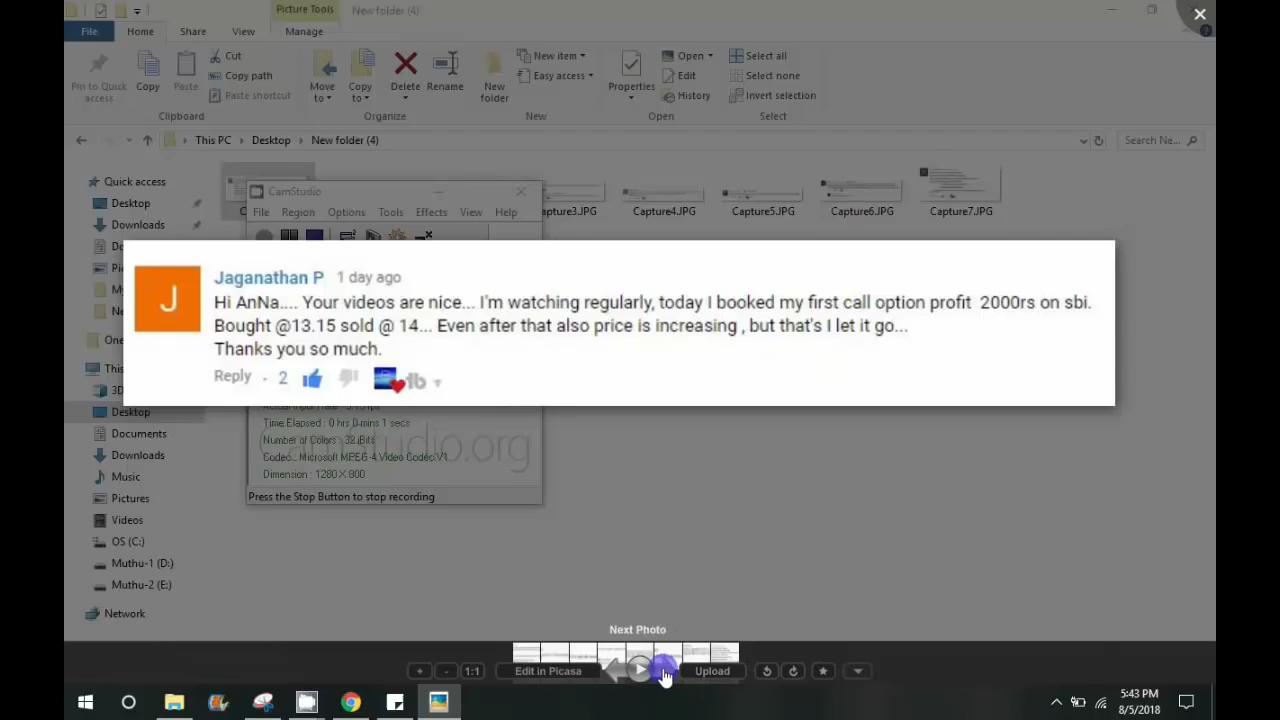 Picture Tools
New folder (4)
File
Home
Share
View
Manage
Pin to Quick access
Copy
Paste
Cut
Copy path
Paste shortcut
Clipboard
Move to
Copy to
Delete
Rename
Organize
New folder
New item
Easy access
New
Properties
Open
Edit
History
Open
Select all
Select none
Invert selection
Select
This PC
Desktop
New folder (4)
Search Ne...
Quick access
Desktop
Downloads
CamStudio
File
Region
Options
Tools
Effects
View
Help
apture3.JPG
Capture4.JPG
Capture5.JPG
Capture6.JPG
Capture7.JPG
J
Jaganathan P 1 day ago
Hi AnNa.... Your videos are nice... I'm watching regularly, today I booked my first call option profit 2000rs on sbi.
Bought @13.15 sold @ 14... Even after that also price is increasing , but that's I let it go...
Thanks you so much.
Reply
2
Desktop
Documents
Downloads
Music
Pictures
Videos
OS (C:)
Muthu-1 (D:)
Muthu-2 (E:)
Network
Time Elapsed : 0 hrs 0 mins 1 secs
Number of Colors : 32 Bits
Codec : Microsoft MPEG-4 Video Codec V1
Dimension : 1280 X 800
CamStudio.org
Press the Stop Button to stop recording
Next Photo
1:1
Edit in Picasa
Upload
5:43 PM
8/5/2018